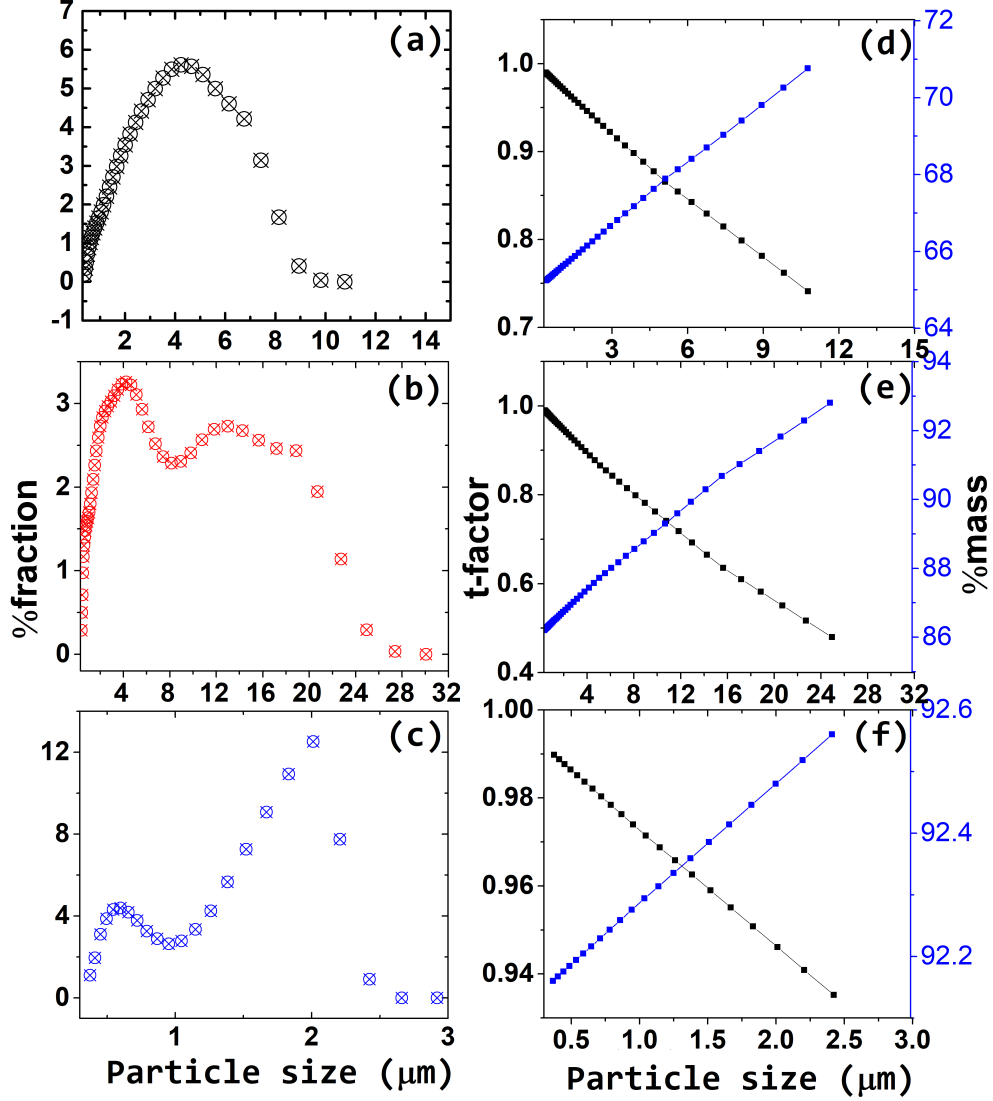 7
6
5
4
3
2
1
0
-1
(a)
2 4 6 8 10 12 14
(d)
1.0
0.9
0.8
0.7
72
70
68
66
64
3 6 9 12 15
(b)
3
2
1
0
4 8 12 16 20 24 28 32
(e)
1.0
0.8
0.6
0.4
94
92
90
88
86
4 8 12 16 20 24 28 32
%fraction
t-factor
%mass
(c)
12
8
4
0
1 2 3
Particle size (μm)
(f)
1.00
0.98
0.96
0.94
92.6
92.4
92.2
0.5 1.0 1.5 2.0 2.5 3.0
Particle size (μm)